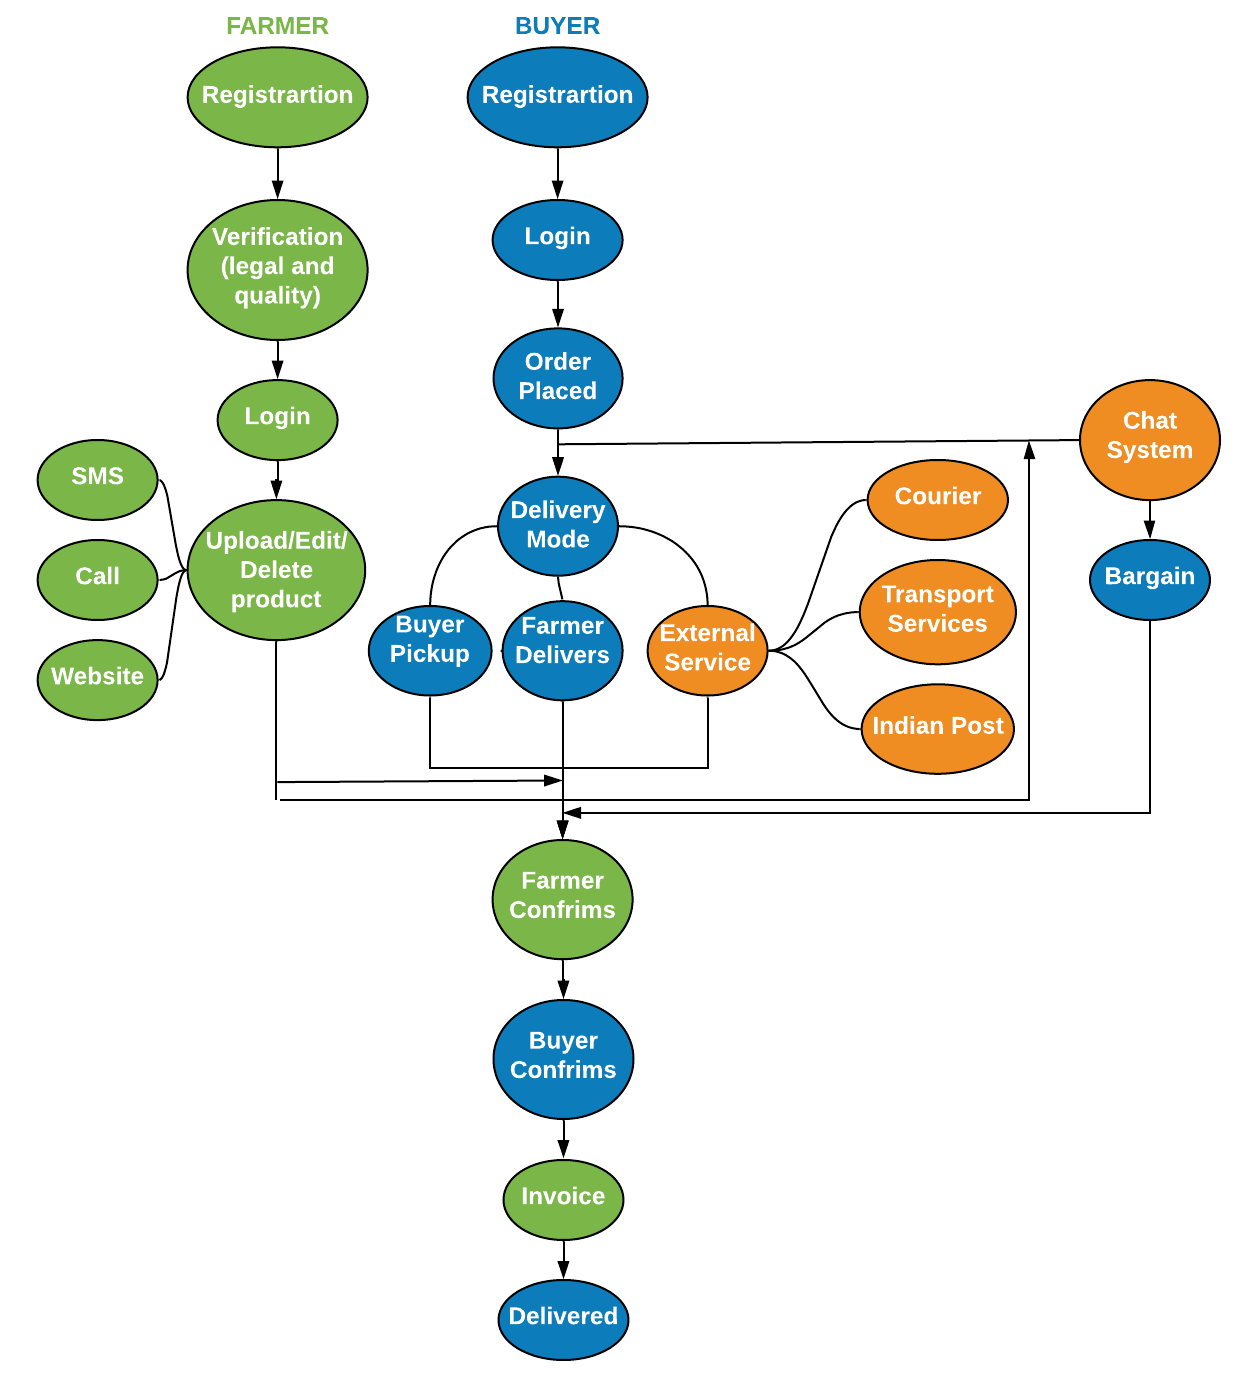 FARMER
BUYER
Registrartion
Registrartion
Verification
(legal and
quality)
Login
Login
Order
Placed
Chat
System
SMS
Call
Website
Upload/Edit/
Delete
product
Delivery
Mode
Courier
Transport
Services
Indian Post
Bargain
Buyer
Pickup
Farmer
Delivers
External
Service
Farmer
Confrims
Buyer
Confrims
Invoice
Delivered